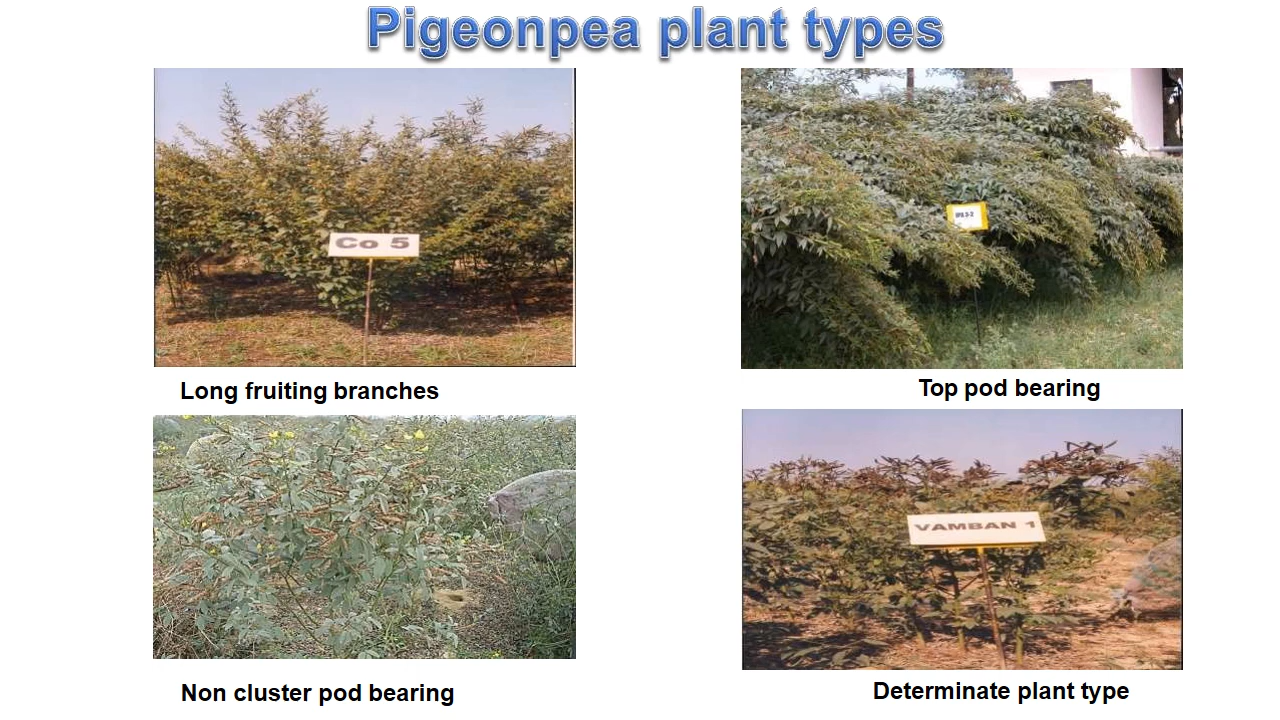 Pigeonpea plant types
Co 5
Long fruiting branches
Top pod bearing
VAMBAN 1
Non cluster pod bearing
Determinate plant type